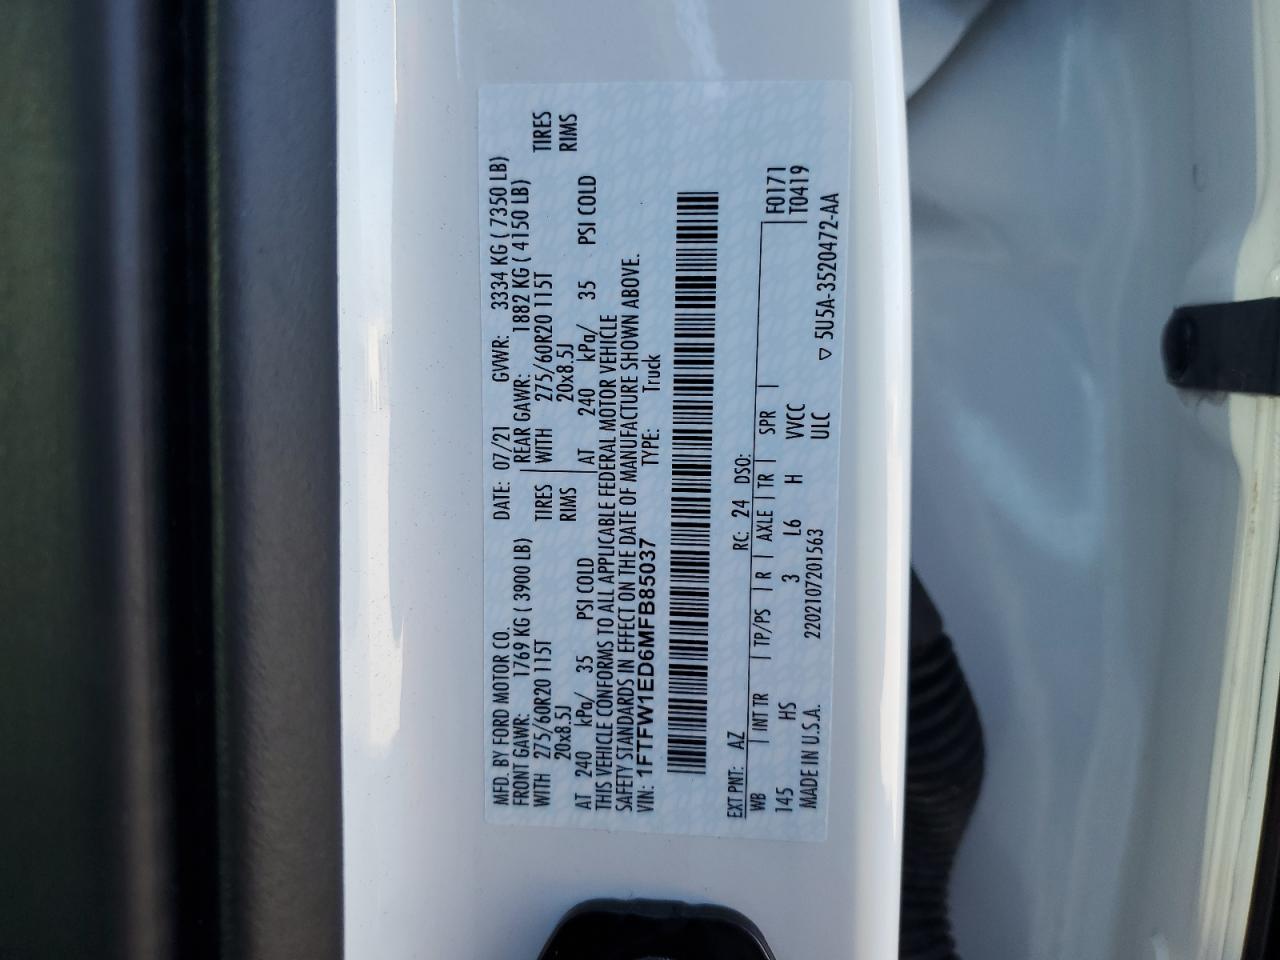 MFD. BY FORD MOTOR CO.
DATE: 07/21 GVWR: 3334 KG ( 7350 LB)
FRONT GAWR: 1769 KG ( 3900 LB) REAR GAWR: 1882 KG ( 4150 LB)
WITH 275/60R20 115T TIRES WITH 275/60R20 115T TIRES
20x8.5J RIMS 20x8.5J RIMS
AT 240 kPa/ 35 PSI COLD AT 240 kPa/ 35 PSI COLD
THIS VEHICLE CONFORMS TO ALL APPLICABLE FEDERAL MOTOR VEHICLE
SAFETY STANDARDS IN EFFECT ON THE DATE OF MANUFACTURE SHOWN ABOVE.
VIN: 1FTFW1ED6MFB85037 TYPE: Truck
EXT PNT: AZ RC: 24 DSO:
WB INT TR TP/PS R AXLE TR SPR F0171
145 HS 3 L6 H VVCC T0419
MADE IN U.S.A. 2202107201563 ULC ▽ 5U5A-3520472-AA